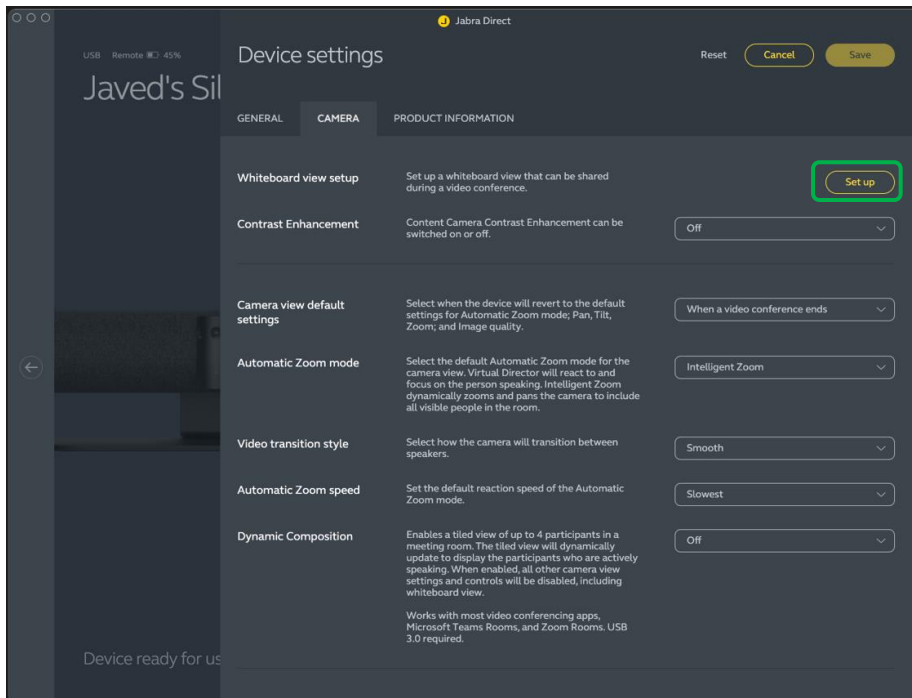 Jabra Direct
USB Remote 45%
Javed's Sil
Device ready for us
Device settings
Reset
Cancel
Save
GENERAL
CAMERA
PRODUCT INFORMATION
Whiteboard view setup
Set up a whiteboard view that can be shared
during a video conference.
Set up
Contrast Enhancement
Content Camera Contrast Enhancement can be
switched on or off.
Off
Camera view default
settings
Select when the device will revert to the default
settings for Automatic Zoom mode; Pan, Tilt,
Zoom; and Image quality.
When a video conference ends
Automatic Zoom mode
Select the default Automatic Zoom mode for the
camera view. Virtual Director will react to and
focus on the person speaking. Intelligent Zoom
dynamically zooms and pans the camera to include
all visible people in the room.
Intelligent Zoom
Video transition style
Select how the camera will transition between
speakers.
Smooth
Automatic Zoom speed
Set the default reaction speed of the Automatic
Zoom mode.
Slowest
Dynamic Composition
Enables a tiled view of up to 4 participants in a
meeting room. The tiled view will dynamically
update to display the participants who are actively
speaking. When enabled, all other camera view
settings and controls will be disabled, including
whiteboard view.
Works with most video conferencing apps,
Microsoft Teams Rooms, and Zoom Rooms. USB
3.0 required.
Off